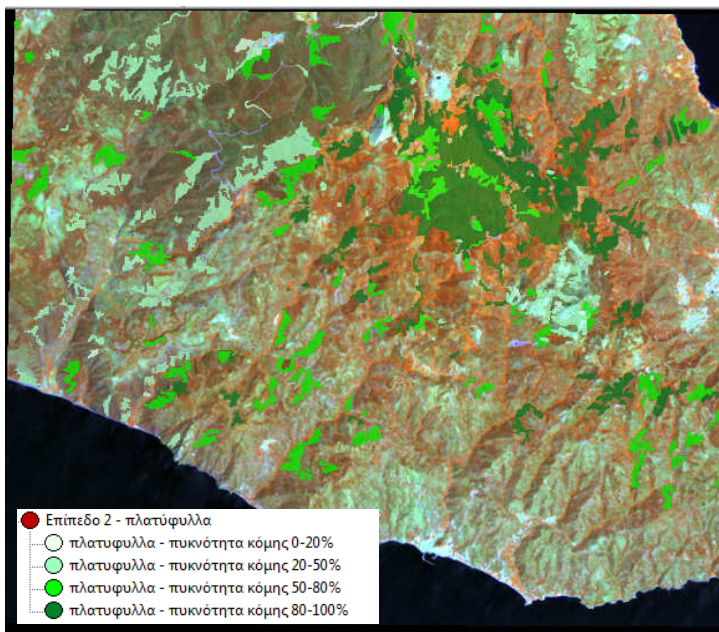 Επίπεδο 2 - πλατύφυλλα
πλατυφυλλα - πυκνότητα κόμης 0-20%
πλατυφυλλα - πυκνότητα κόμης 20-50%
πλατυφυλλα - πυκνότητα κόμης 50-80%
πλατυφυλλα - πυκνότητα κόμης 80-100%